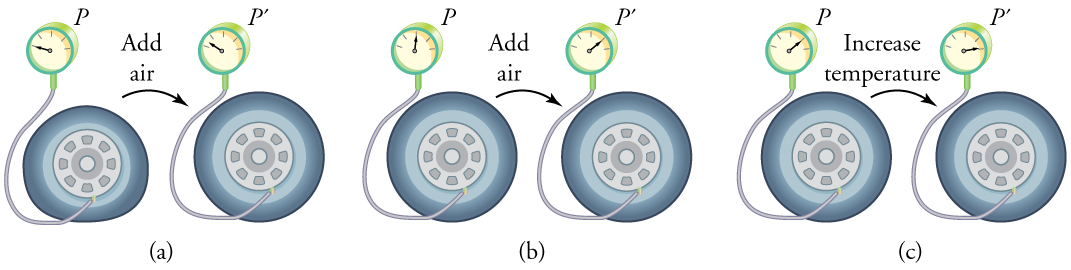 P
P′
Add
air
(a)
P
P′
Add
air
(b)
P
P′
Increase
temperature
(c)